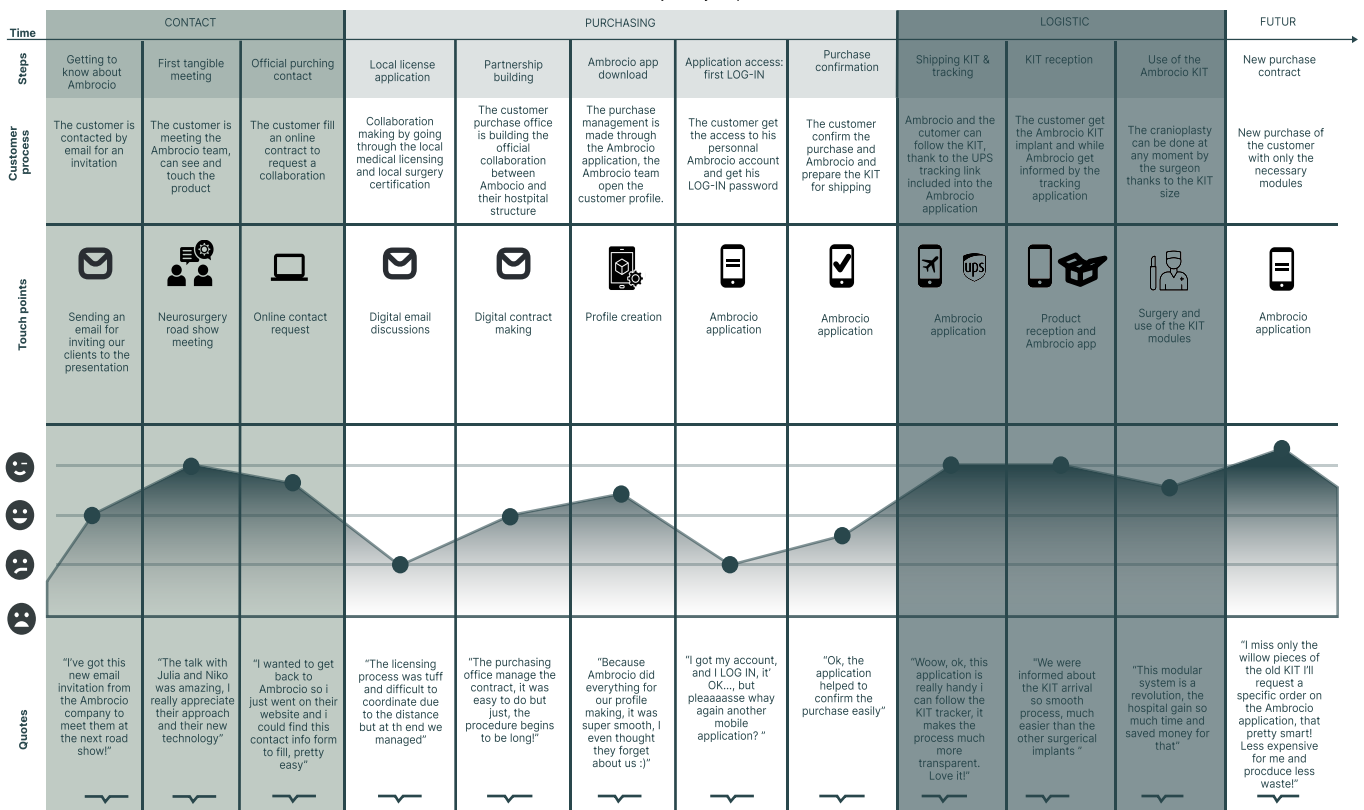 CONTACT
PURCHASING
LOGISTIC
FUTUR
Time
Steps
Getting to
know about
Ambrocio
First tangible
meeting
Official purching
contact
Local license
application
Partnership
building
Ambrocio app
download
Application access:
first LOG-IN
Purchase
confirmation
Shipping KIT &
tracking
KIT reception
Use of the
Ambrocio KIT
New purchase
contract
Customer
process
The customer is
contacted by
email for an
invitation
The customer is
meeting the
Ambrocio team,
can see and
touch the
product
The customer fill
an online
contract to
request a
collaboration
Collaboration
making by going
through the local
medical licensing
and local surgery
certification
The customer
purchase office
is building the
official
collaboration
between
Ambocio and
their hostpital
structure
The purchase
management is
made through
the Ambrocio
application, the
Ambrocio team
open the
customer profile.
The customer get
the access to his
personnal
Ambrocio account
and get his
LOG-IN password
The customer
confirm the
purchase and
Ambrocio and
prepare the KIT
for shipping
Ambrocio and the
cutomer can
follow the KIT,
thank to the UPS
tracking link
included into the
Ambrocio
application
The customer get
the Ambrocio KIT
implant and while
Ambrocio get
informed by the
tracking
application
The cranioplasty
can be done at
any moment by
the surgeon
thanks to the KIT
size
New purchase of
the customer
with only the
necessary
modules
Touch points
ups
Sending an
email for
inviting our
clients to the
presentation
Neurosurgery
road show
meeting
Online contact
request
Digital email
discussions
Digital contract
making
Profile creation
Ambrocio
application
Ambrocio
application
Ambrocio
application
Product
reception and
Ambrocio app
Surgery and
use of the KIT
modules
Ambrocio
application
Quotes
“I’ve got this
new email
invitation from
the Ambrocio
company to
meet them at
the next road
show!”
“The talk with
Julia and Niko
was amazing, I
really appreciate
their approach
and their new
technology”
“I wanted to get
back to
Ambrocio so i
just went on their
website and i
could find this
contact info form
to fill, pretty
easy”
“The licensing
process was tuff
and difficult to
coordinate due
to the distance
but at th end we
managed”
“The purchasing
office manage the
contract, it was
easy to do but
just, the
procedure begins
to be long!”
“Because
Ambrocio did
everything for
our profile
making, it was
super smooth, I
even thought
they forget
about us :)”
“I got my account,
and I LOG IN, it’
OK..., but
pleaaaasse whay
again another
mobile
application? ”
“Ok, the
application
helped to
confirm the
purchase easily”
“Woow, ok, this
application is
really handy i
can follow the
KIT tracker, it
makes the
process much
more
transparent.
Love it!”
“We were
informed about
the KIT arrival
so smooth
process, much
easier than the
other surgerical
implants ”
“This modular
system is a
revolution, the
hospital gain so
much time and
saved money for
that”
“I miss only the
willow pieces of
the old KIT I’ll
request a
specific order on
the Ambrocio
application, that
pretty smart!
Less expensive
for me and
procduce less
waste!”